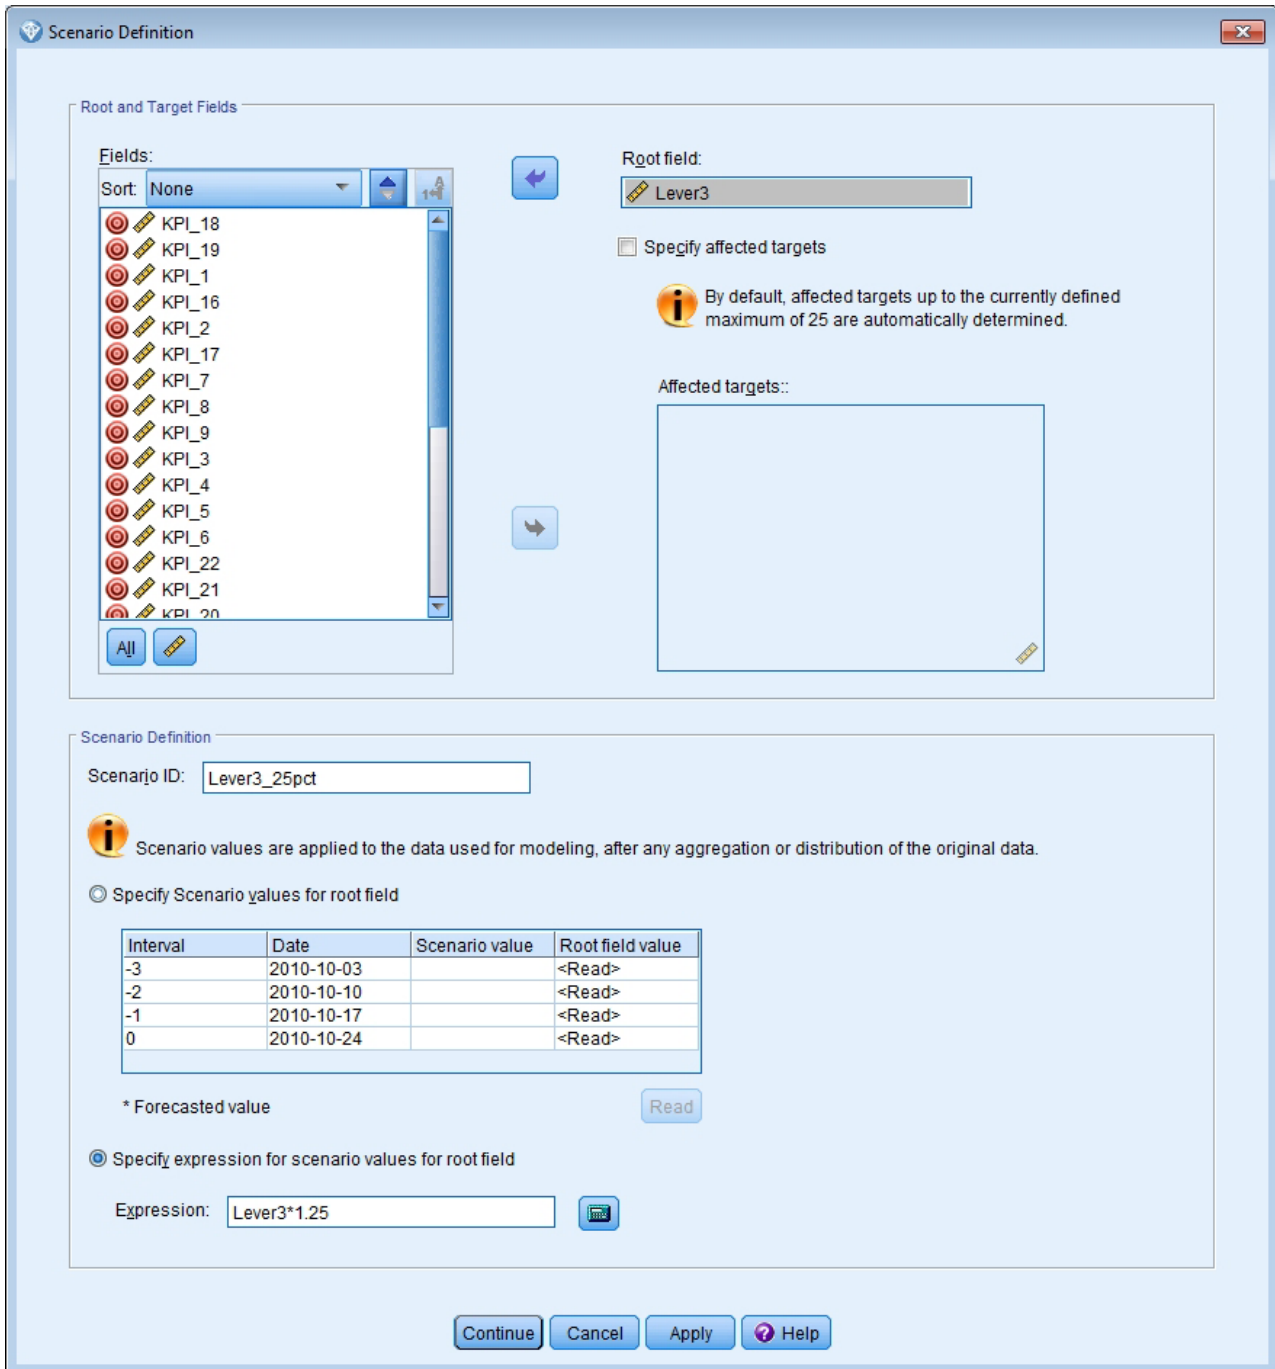 Scenario Definition
Root and Target Fields
Fields:
Sort: None
KPI_18
KPI_19
KPI_1
KPI_16
KPI_2
KPI_17
KPI_7
KPI_8
KPI_9
KPI_3
KPI_4
KPI_5
KPI_6
KPI_22
KPI_21
KPI_20
All
Root field:
Lever3
Specify affected targets
By default, affected targets up to the currently defined
maximum of 25 are automatically determined.
Affected targets::
Scenario Definition
Scenario ID: Lever3_25pct
Scenario values are applied to the data used for modeling, after any aggregation or distribution of the original data.
Specify Scenario values for root field
Interval Date Scenario value Root field value
-3 2010-10-03 <Read>
-2 2010-10-10 <Read>
-1 2010-10-17 <Read>
0 2010-10-24 <Read>
* Forecasted value Read
Specify expression for scenario values for root field
Expression: Lever3*1.25
Continue Cancel Apply Help